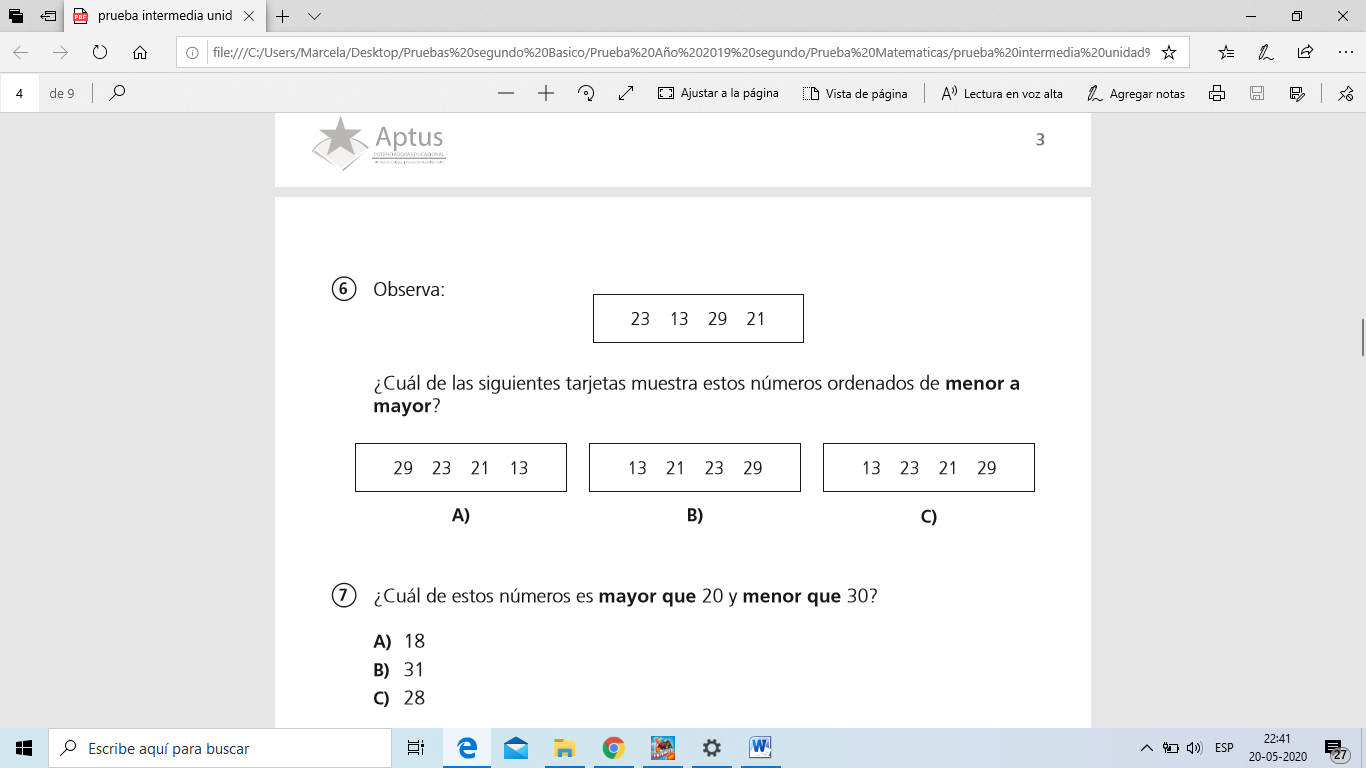 prueba intermedia unid
file:///C:/Users/Marcela/Desktop/Pruebas%20segundo%20Basico/Prueba%20Año%202019%20segundo/Prueba%20Matematicas/prueba%20intermedia%20unidad%
4 de 9 Ajustar a la página Vista de página Lectura en voz alta Agregar notas
Aptus
POTENCIADORA EDUCACIONAL
3
6 Observa:
23 13 29 21
¿Cuál de las siguientes tarjetas muestra estos números ordenados de menor a
mayor?
29 23 21 13
13 21 23 29
13 23 21 29
A) B) C)
7 ¿Cuál de estos números es mayor que 20 y menor que 30?
A) 18
B) 31
C) 28
Escribe aquí para buscar
ESP
22:41
20-05-2020
27